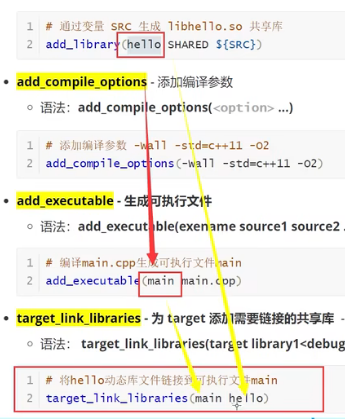 1 # 通过变量 SRC 生成 libhello.so 共享库
2 add_library(hello SHARED ${SRC})
add_compile_options - 添加编译参数
语法：add_compile_options(<option> ...)
1 # 添加编译参数 -wall -std=c++11 -O2
2 add_compile_options(-wall -std=c++11 -O2)
add_executable - 生成可执行文件
语法：add_executable(exename source1 source2 .
1 # 编译main.cpp生成可执行文件main
2 add_executable(main main.cpp)
target_link_libraries - 为 target 添加需要链接的共享库 -
语法： target_link_libraries(target library1<debug
1 # 将hello动态库文件链接到可执行文件main
2 target_link_libraries(main hello)